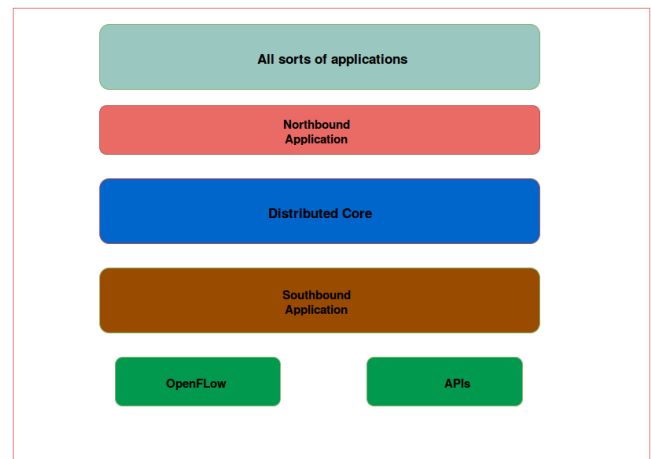 All sorts of applications
Northbound
Application
Distributed Core
Southbound
Application
OpenFLow
APIs